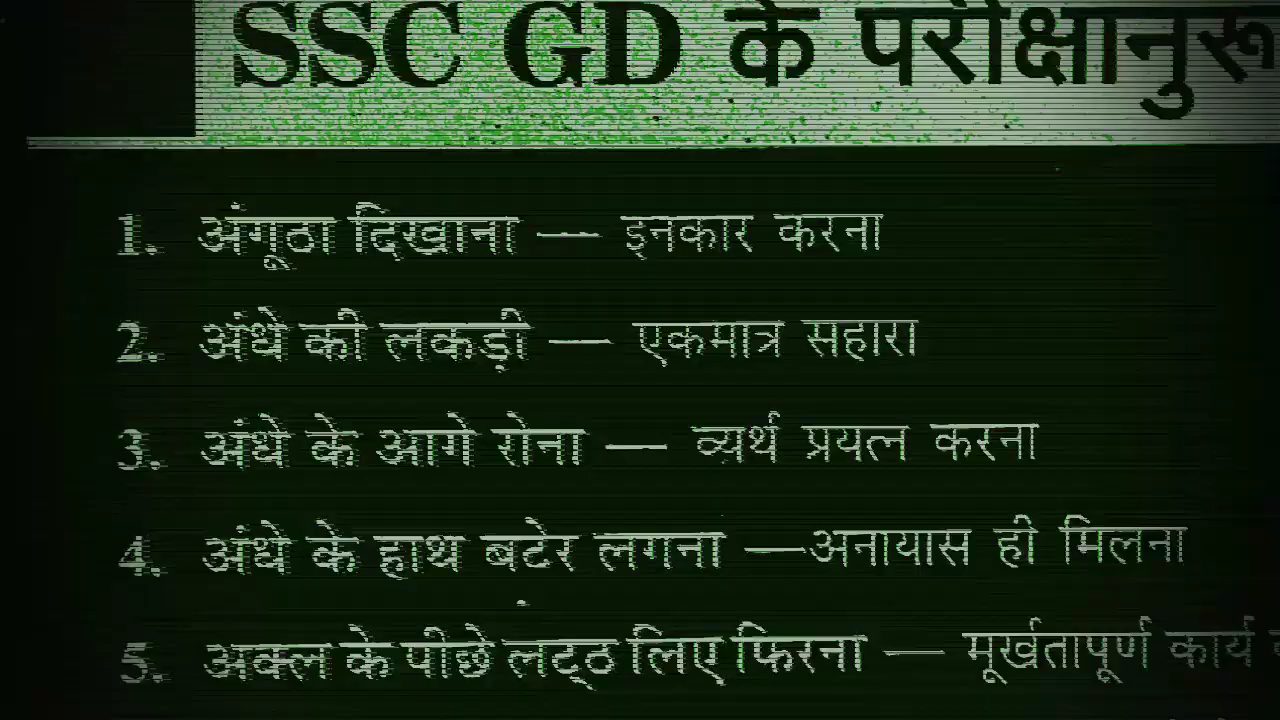 SSC GD के
1. अंगूठा दिखाना — इनकार करना
2. अंधे की लकड़ी — एकमात्र सहारा
3. अंधे के आगे रोना — व्यर्थ प्रयत्न करना
4. अंधे के हाथ बटेर लगना —अनायास ही मिलना
5. अक्ल के पीछे लट्ठ लिए फिरना — मूर्खतापूर्ण कार्य